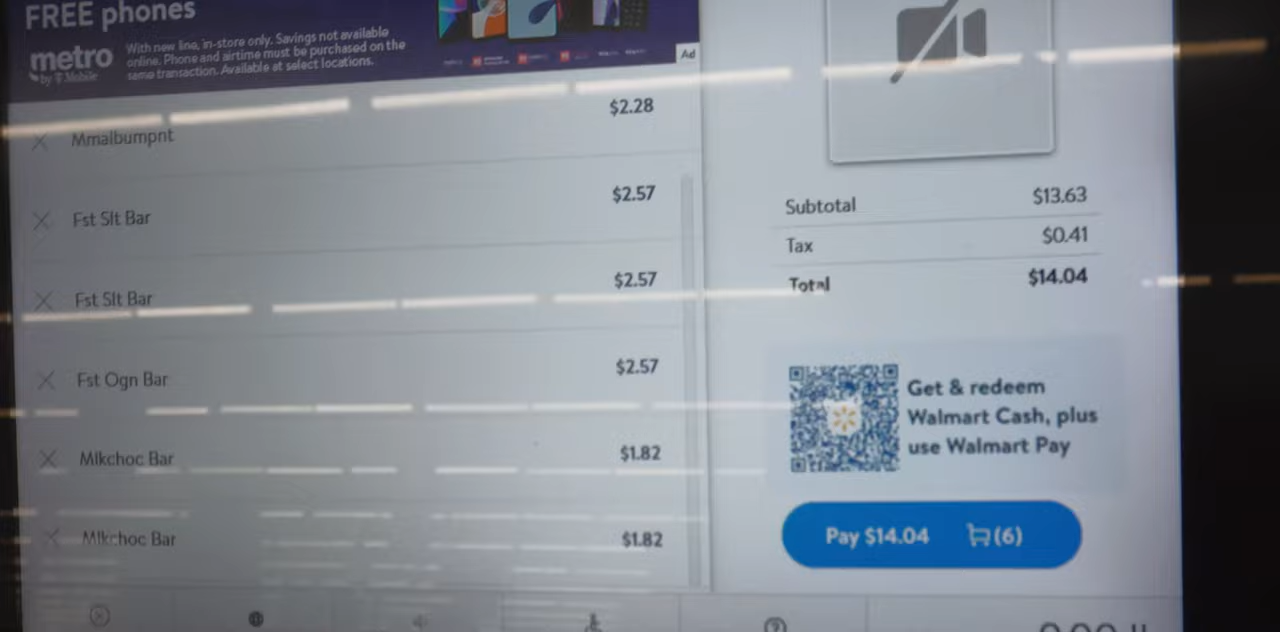 FREE phones
metro
by T Mobile
With new line, in-store only. Savings not available
online. Phone and airtime must be purchased on the
same transaction. Available at select locations.
Ad
Mmalbumpnt $2.28
Fst Slt Bar $2.57
Fst Slt Bar $2.57
Fst Ogn Bar $2.57
Mlkchoc Bar $1.82
Mlkchoc Bar $1.82
Subtotal $13.63
Tax $0.41
Total $14.04
Get & redeem
Walmart Cash, plus
use Walmart Pay
Pay $14.04 (6)